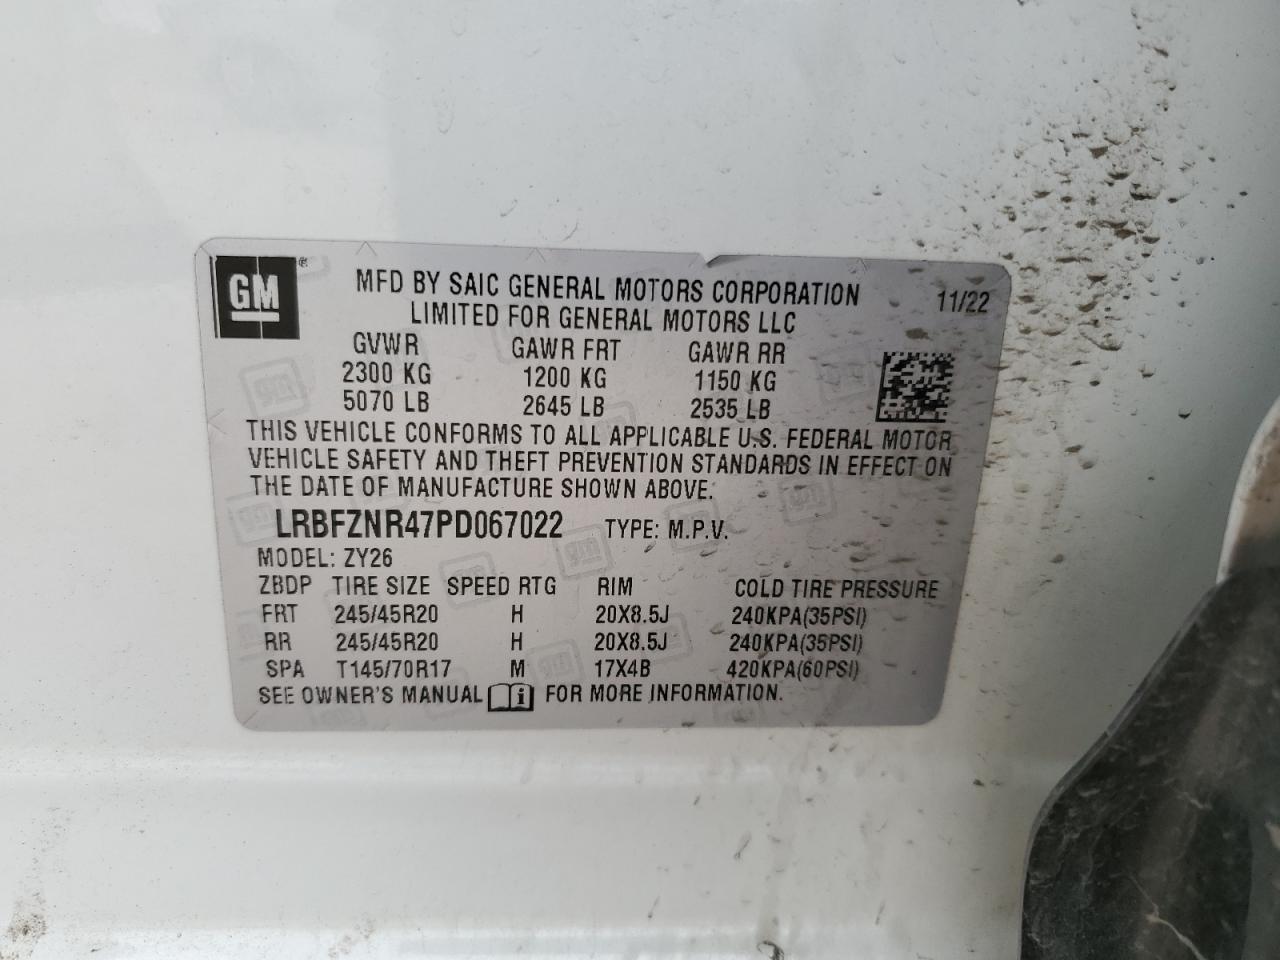 GM ®
MFD BY SAIC GENERAL MOTORS CORPORATION 11/22
LIMITED FOR GENERAL MOTORS LLC
GVWR GAWR FRT GAWR RR
2300 KG 1200 KG 1150 KG
5070 LB 2645 LB 2535 LB
THIS VEHICLE CONFORMS TO ALL APPLICABLE U.S. FEDERAL MOTOR
VEHICLE SAFETY AND THEFT PREVENTION STANDARDS IN EFFECT ON
THE DATE OF MANUFACTURE SHOWN ABOVE.
LRBFZNR47PD067022 TYPE: M.P.V.
MODEL: ZY26
ZBDP TIRE SIZE SPEED RTG RIM COLD TIRE PRESSURE
FRT 245/45R20 H 20X8.5J 240KPA(35PSI)
RR 245/45R20 H 20X8.5J 240KPA(35PSI)
SPA T145/70R17 M 17X4B 420KPA(60PSI)
SEE OWNER'S MANUAL i FOR MORE INFORMATION.